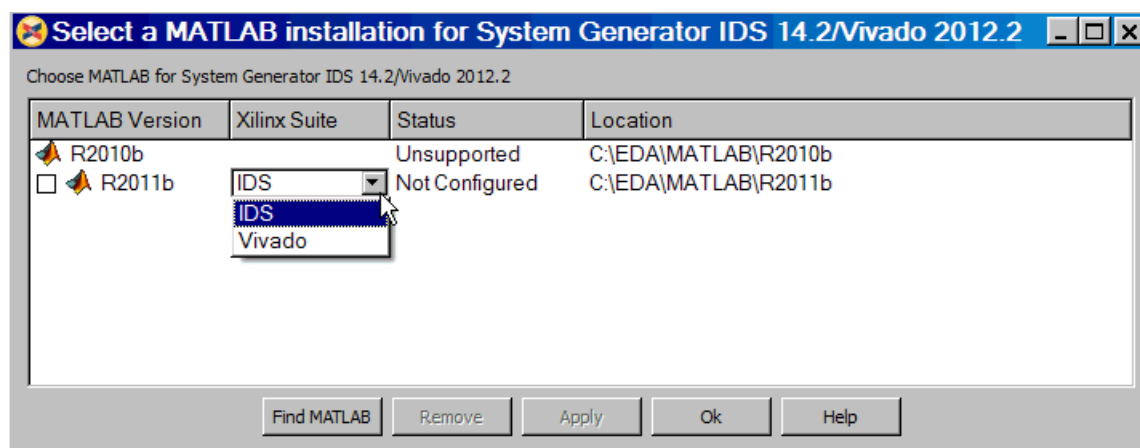 Select a MATLAB installation for System Generator IDS 14.2/Vivado 2012.2
Choose MATLAB for System Generator IDS 14.2/Vivado 2012.2
MATLAB Version Xilinx Suite Status Location
R2010b Unsupported C:\EDA\MATLAB\R2010b
R2011b IDS Not Configured C:\EDA\MATLAB\R2011b
IDS
Vivado
Find MATLAB Remove Apply Ok Help